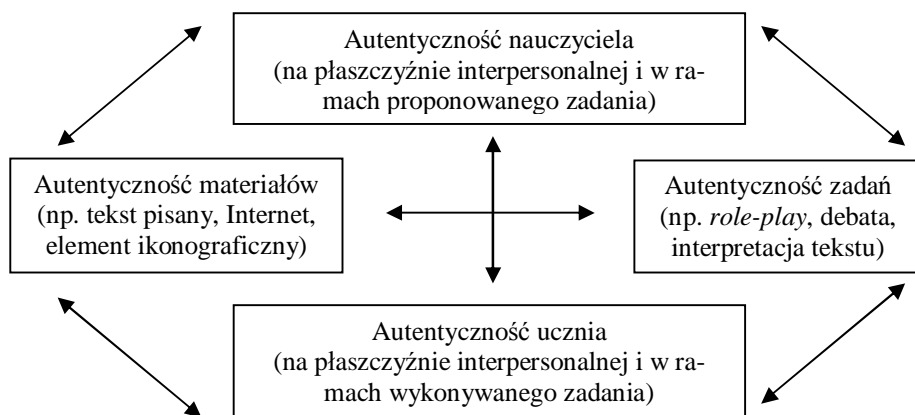 Autentyczność nauczyciela
(na płaszczyźnie interpersonalnej i w ra-
mach proponowanego zadania)
Autentyczność materiałów
(np. tekst pisany, Internet,
element ikonograficzny)
Autentyczność zadań
(np. role-play, debata,
interpretacja tekstu)
Autentyczność ucznia
(na płaszczyźnie interpersonalnej i w ra-
mach wykonywanego zadania)